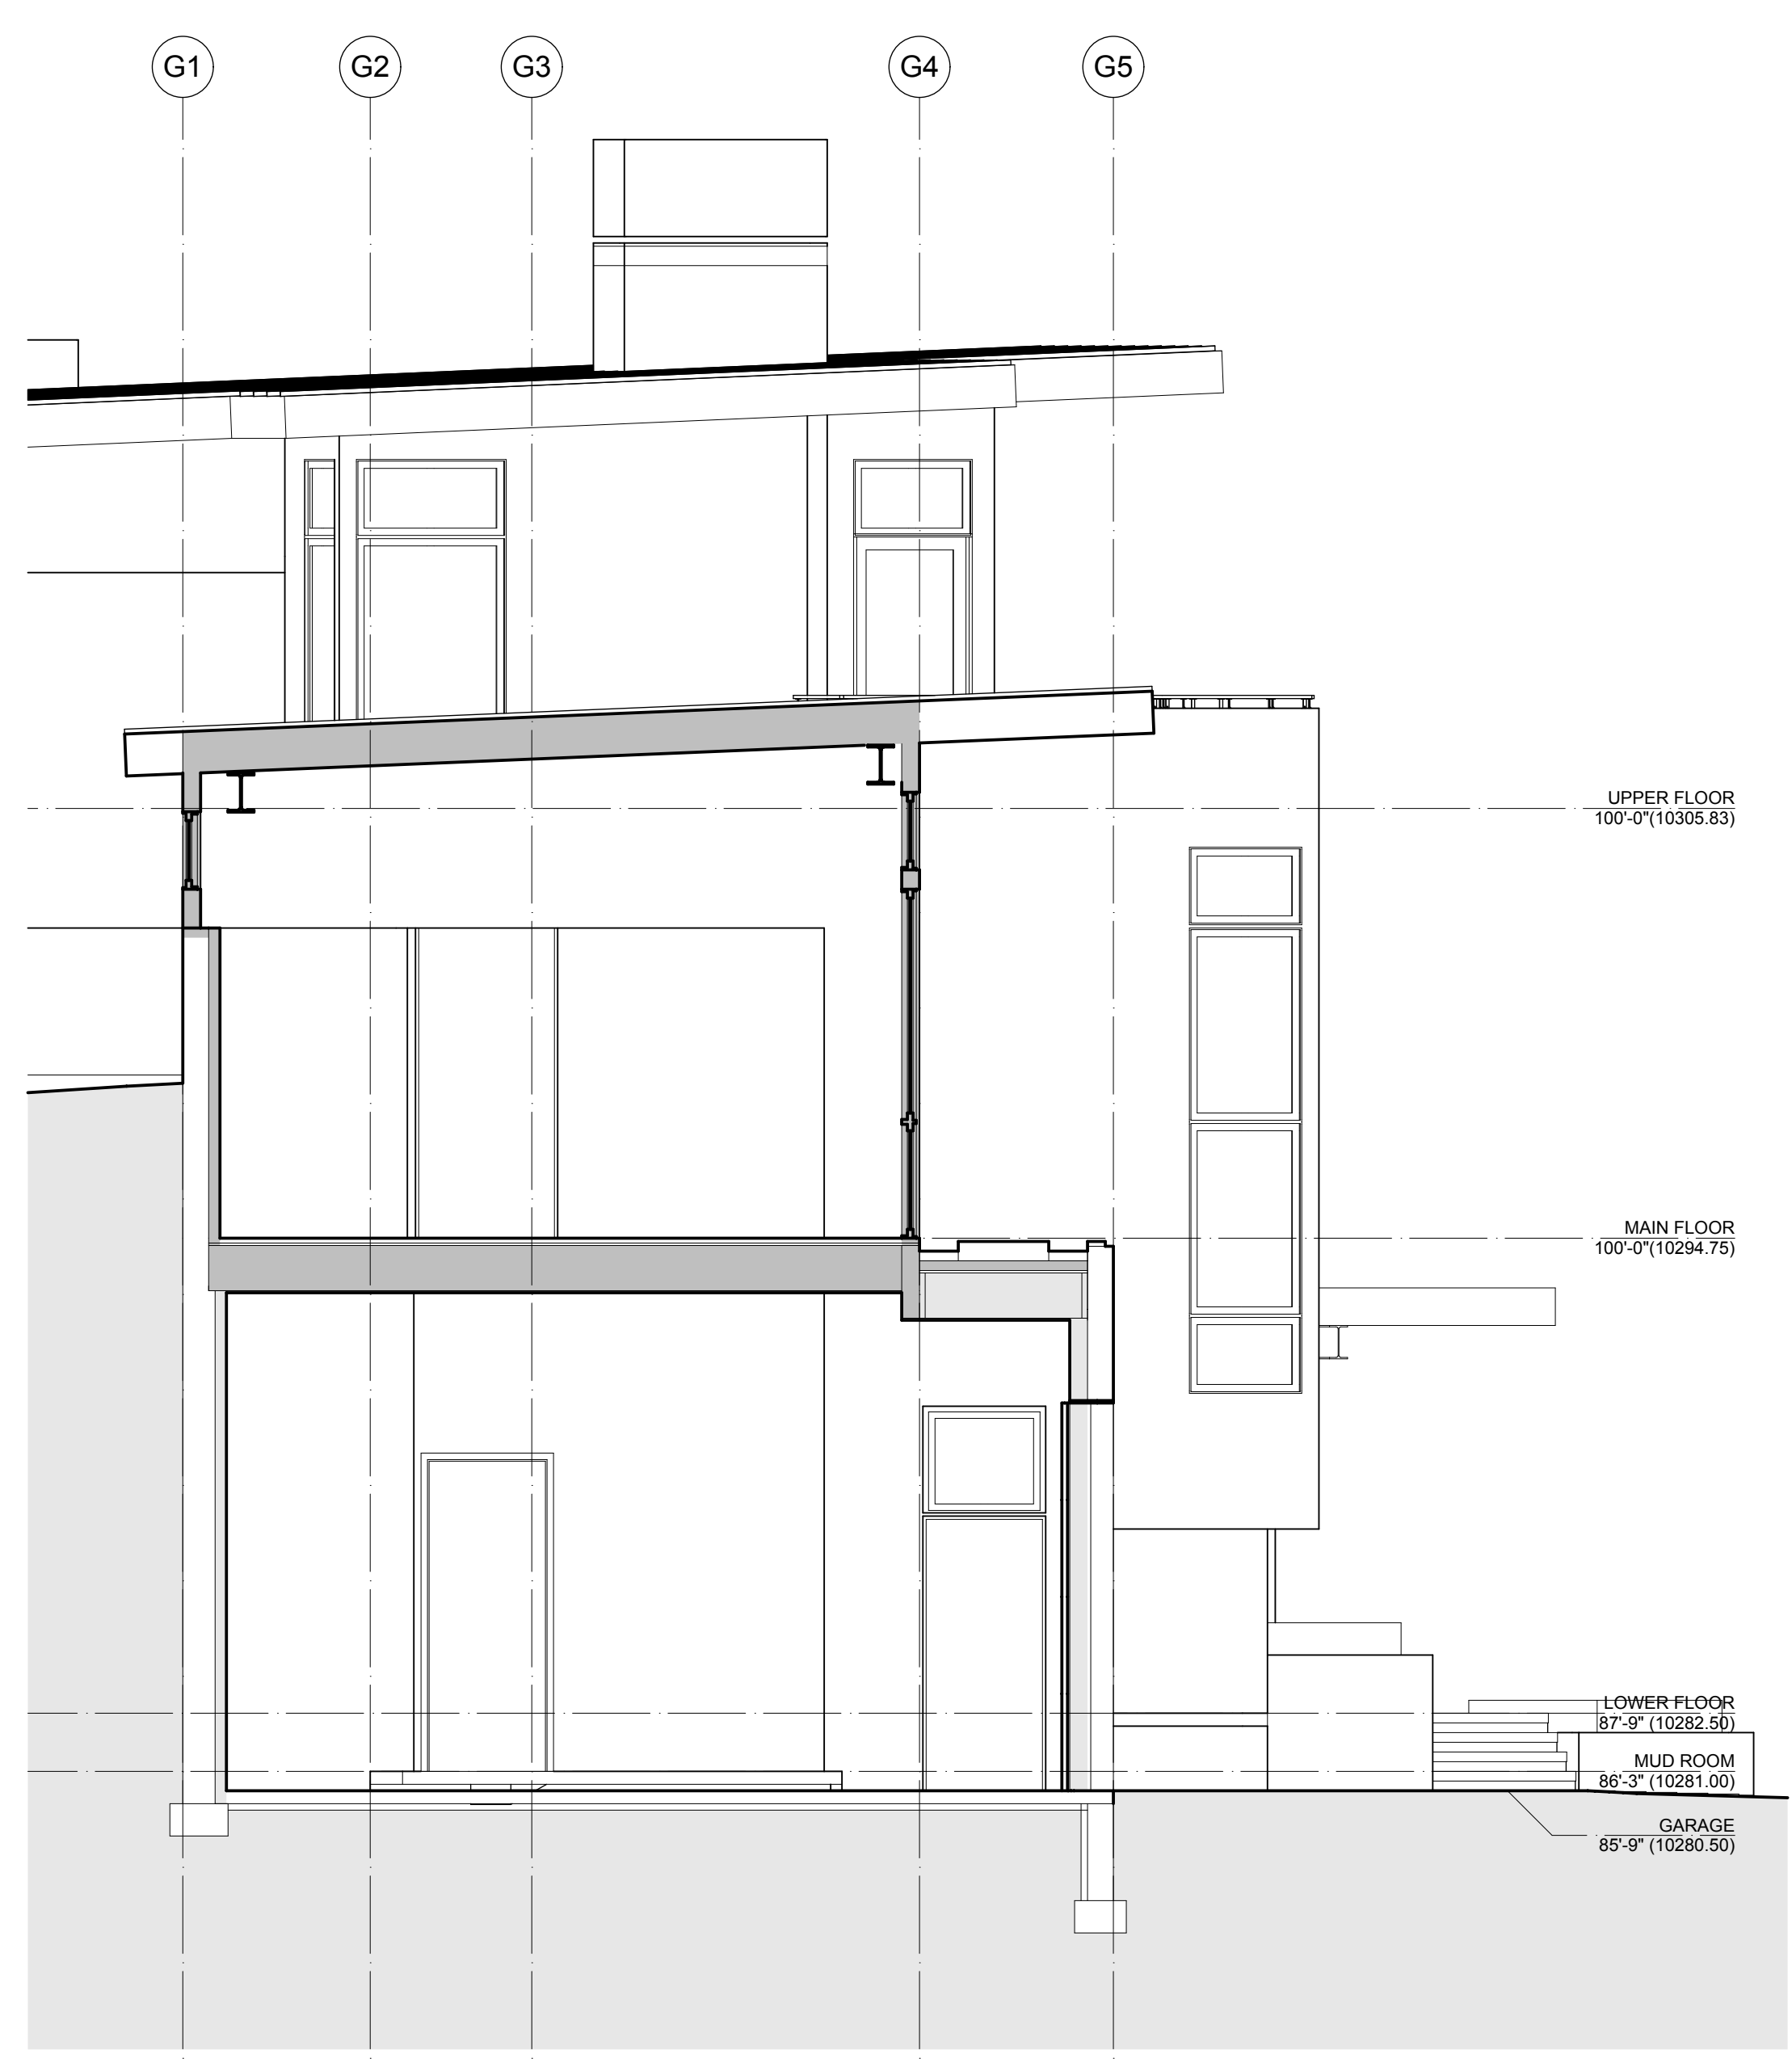 G1
G2
G3
G4
G5
UPPER FLOOR
100'-0"(10305.83)
MAIN FLOOR
100'-0"(10294.75)
LOWER FLOOR
87'-9" (10282.50)
MUD ROOM
86'-3" (10281.00)
GARAGE
85'-9" (10280.50)